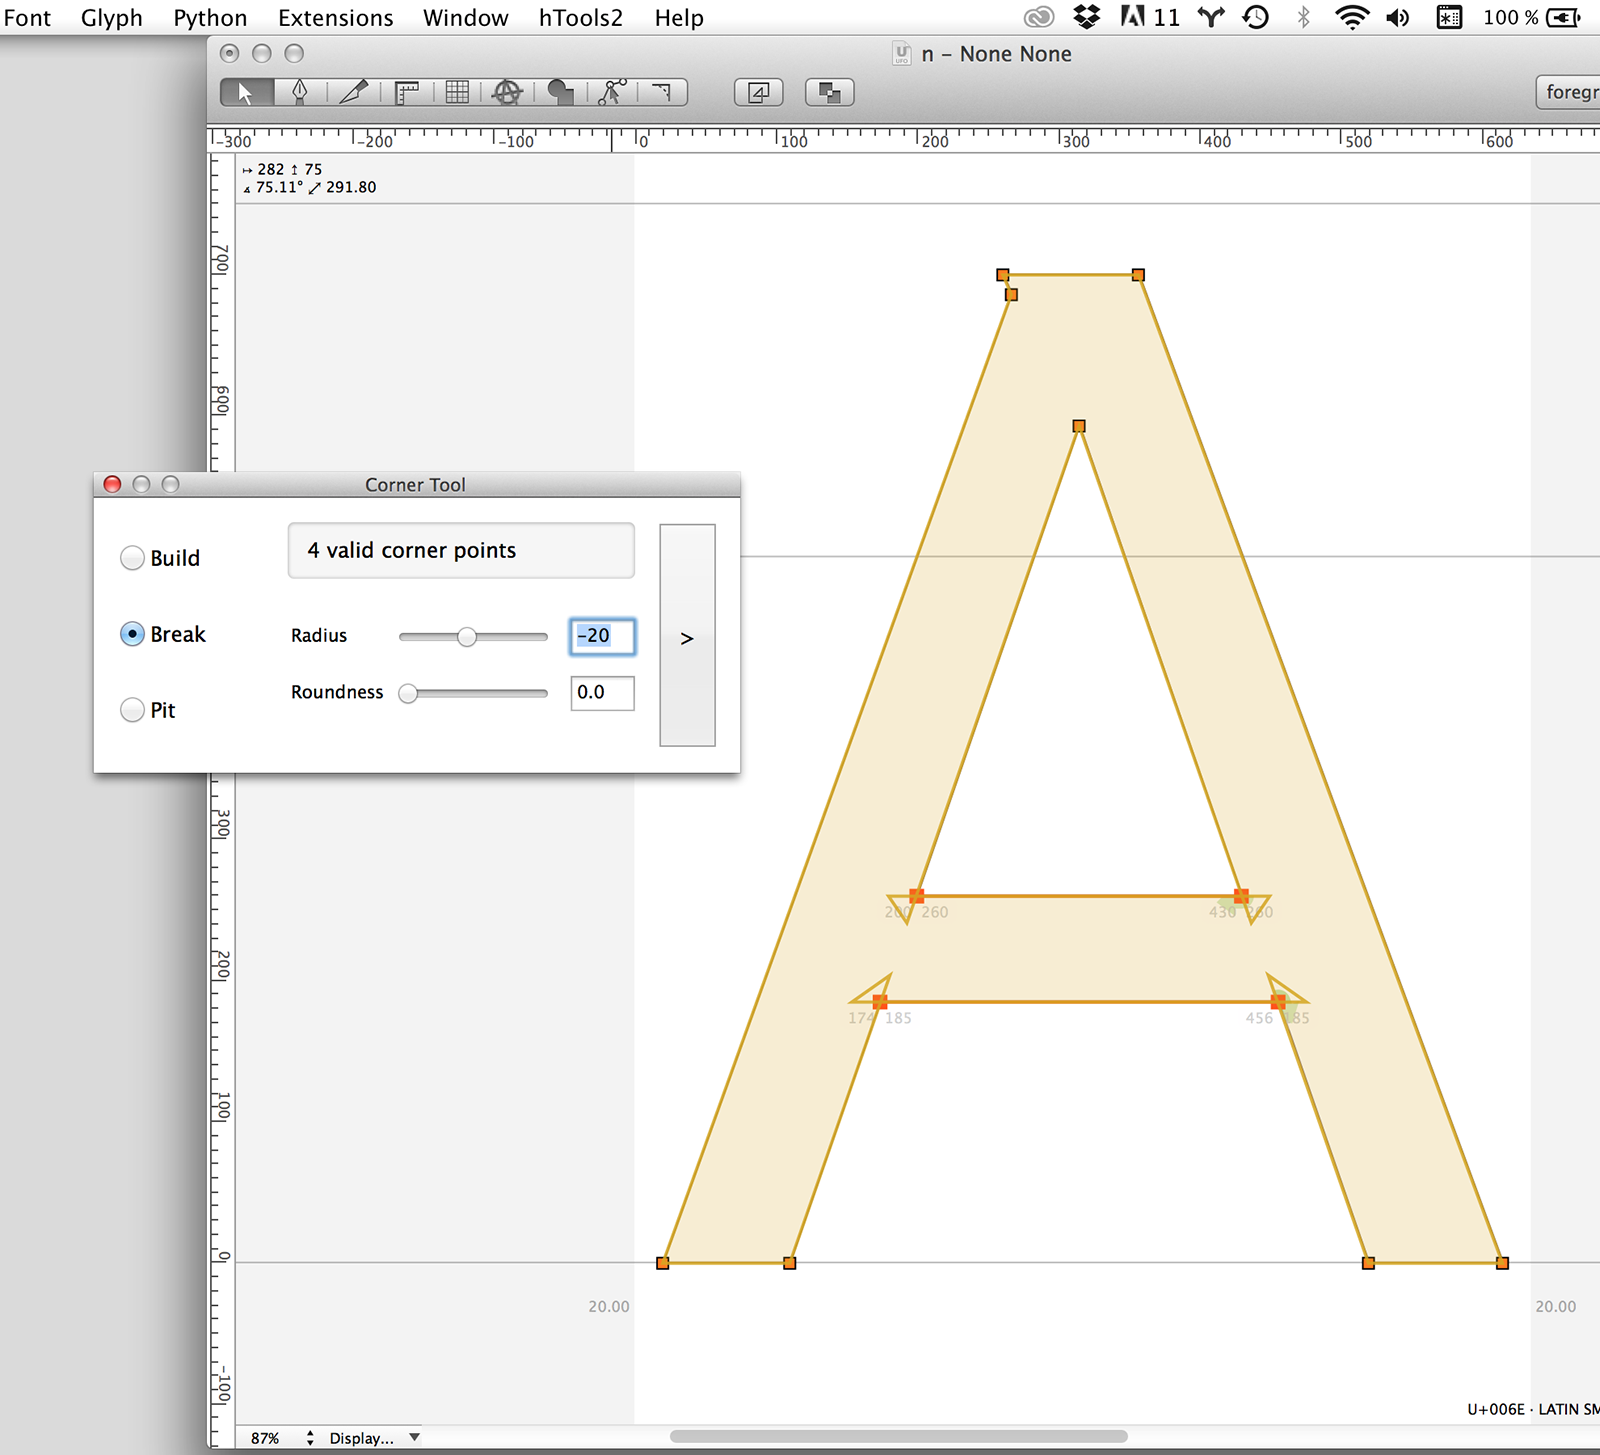 Font Glyph Python Extensions Window hTools2 Help 11 100 %
n – None None
foregr
-300 -200 -100 0 100 200 300 400 500 600
282 75
75.11° 291.80
700
600
Corner Tool
Build
4 valid corner points
Break
Radius
-20
>
Roundness
0.0
Pit
300
200 260
430 260
200
174 185
456 185
100
0
20.00
20.00
-100
U+006E · LATIN SM
87%
Display...